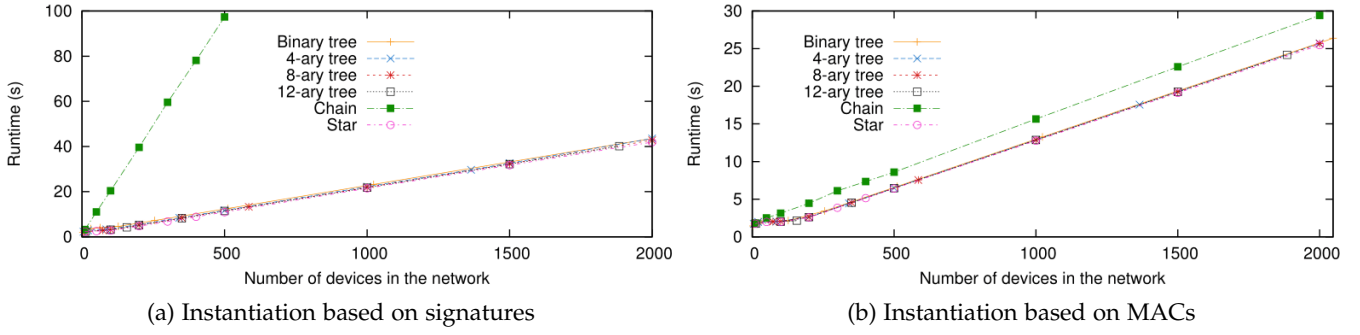 100
80
60
40
20
0
Runtime (s)
Binary tree
4-ary tree
8-ary tree
12-ary tree
Chain
Star
0 500 1000 1500 2000
Number of devices in the network
(a) Instantiation based on signatures
30
25
20
15
10
5
0
Runtime (s)
Binary tree
4-ary tree
8-ary tree
12-ary tree
Chain
Star
0 500 1000 1500 2000
Number of devices in the network
(b) Instantiation based on MACs